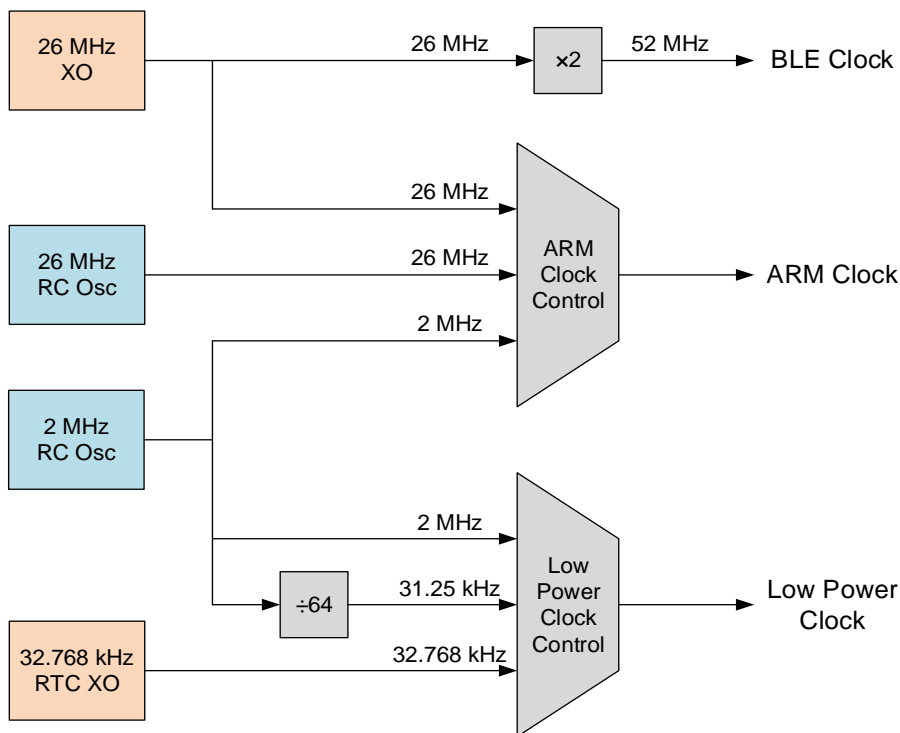 26 MHz
XO
26 MHz
×2
52 MHz
BLE Clock
26 MHz
26 MHz
RC Osc
26 MHz
ARM
Clock
Control
ARM Clock
2 MHz
2 MHz
RC Osc
2 MHz
÷64
31.25 kHz
Low
Power
Clock
Control
Low Power
Clock
32.768 kHz
RTC XO
32.768 kHz